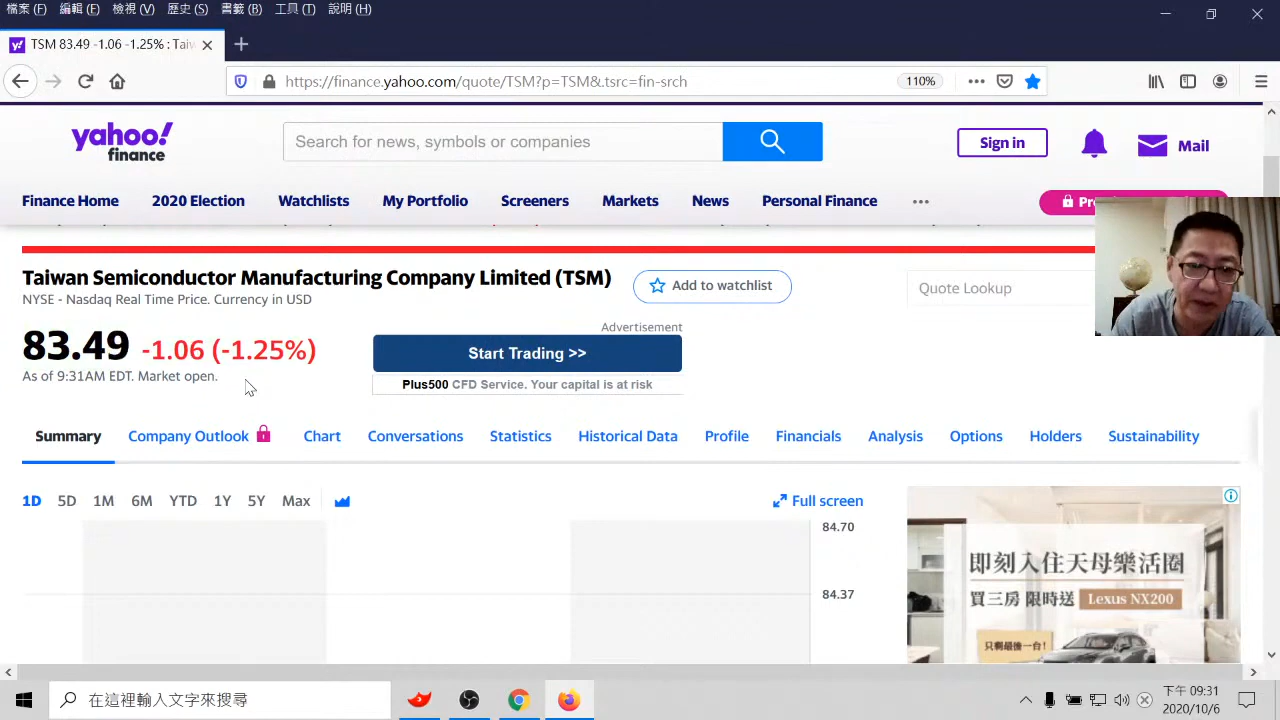 檔案(F) 編輯(E) 檢視(V) 歷史(S) 書籤(B) 工具(T) 說明(H)
TSM 83.49 -1.06 -1.25% : Taiw
https://finance.yahoo.com/quote/TSM?p=TSM&.tsrc=fin-srch
110%
yahoo!
finance
Search for news, symbols or companies
Sign in
Mail
Finance Home 2020 Election Watchlists My Portfolio Screeners Markets News Personal Finance
Taiwan Semiconductor Manufacturing Company Limited (TSM)
NYSE - Nasdaq Real Time Price. Currency in USD
Add to watchlist
Quote Lookup
83.49 -1.06 (-1.25%)
As of 9:31AM EDT. Market open.
Advertisement
Start Trading >>
Plus500 CFD Service. Your capital is at risk
Summary Company Outlook Chart Conversations Statistics Historical Data Profile Financials Analysis Options Holders Sustainability
1D 5D 1M 6M YTD 1Y 5Y Max
Full screen
84.70
84.37
即刻入住天母樂活圈
買三房 限時送 Lexus NX200
只剩最後一台!
在這裡輸入文字來搜尋
下午 09:31
2020/10/6